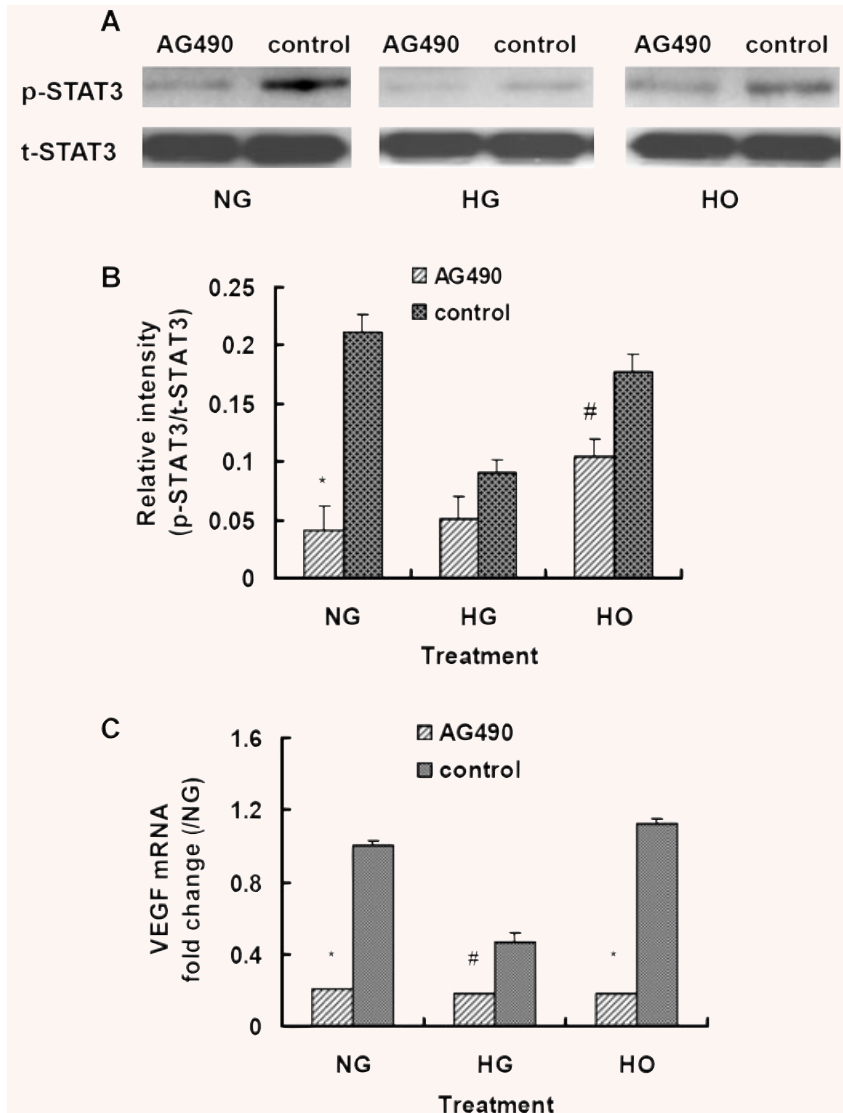 A
AG490 control AG490 control AG490 control
p-STAT3
t-STAT3
NG HG HO
B
AG490
control
Relative intensity
(p-STAT3/t-STAT3)
0.25
0.2
0.15
0.1
0.05
0
*
#
NG HG HO
Treatment
C
AG490
control
VEGF mRNA
fold change (/NG)
1.6
1.2
0.8
0.4
0
* # *
NG HG HO
Treatment